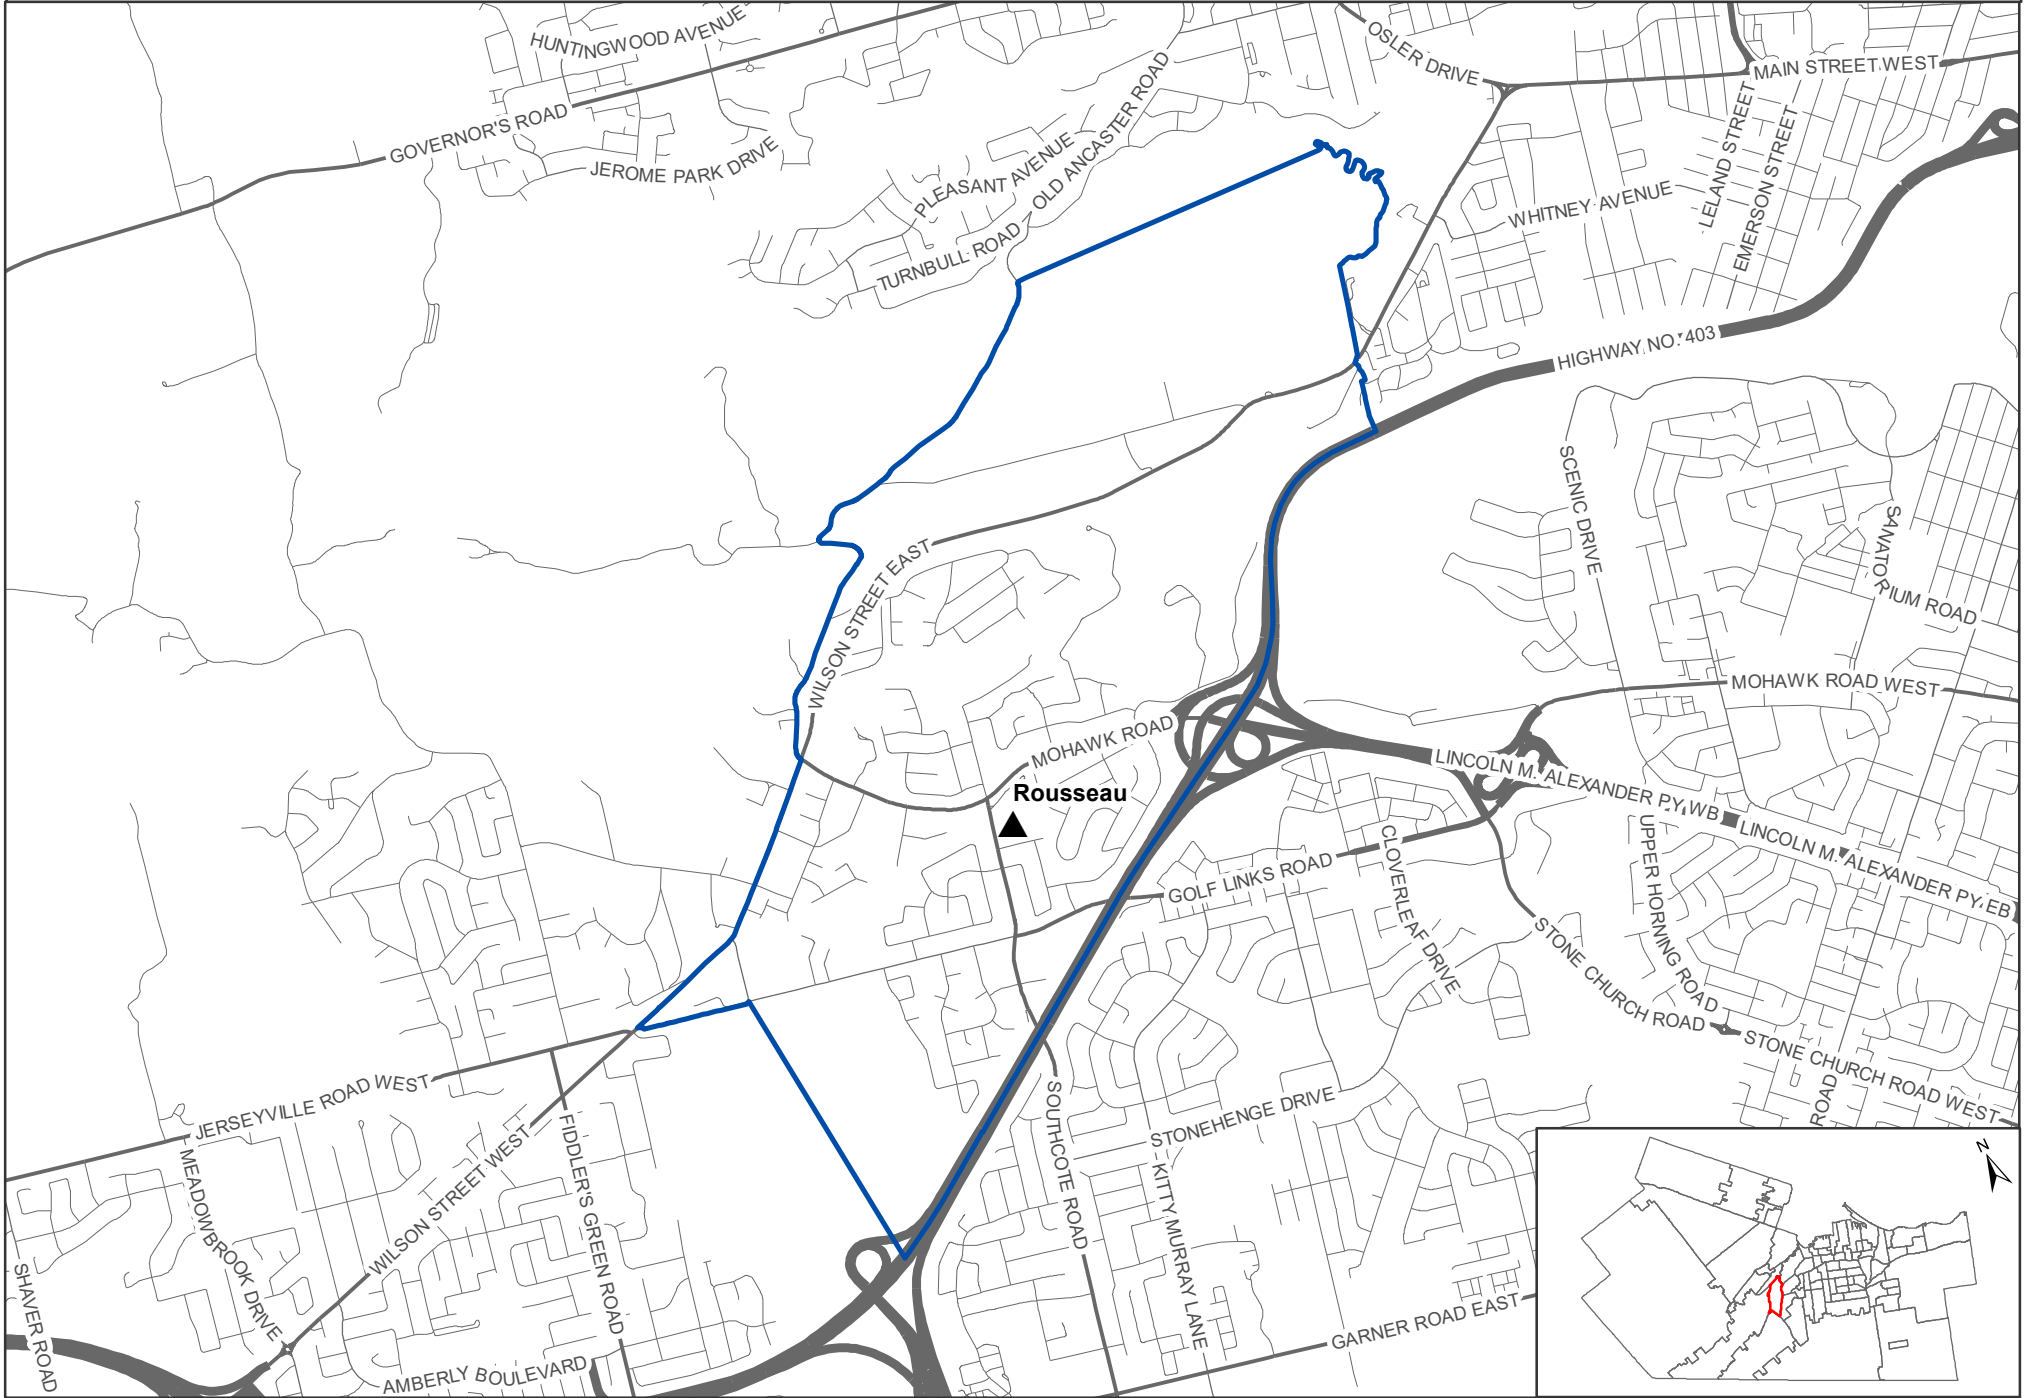 HUNTINGWOOD AVENUE
OSLER DRIVE
MAIN STREET WEST
GOVERNOR'S ROAD
JEROME PARK DRIVE
PLEASANT AVENUE
OLD ANCASTER ROAD
TURNBULL ROAD
LELAND STREET
EMERSON STREET
WHITNEY AVENUE
HIGHWAY NO. 403
SCENIC DRIVE
SANATORIUM ROAD
WILSON STREET EAST
MOHAWK ROAD
MOHAWK ROAD WEST
Rousseau
LINCOLN M. ALEXANDER PY WB
LINCOLN M. ALEXANDER PY EB
GOLF LINKS ROAD
CLOVERLEAF DRIVE
UPPER HORNING ROAD
STONE CHURCH ROAD
STONE CHURCH ROAD WEST
ROAD
JERSEYVILLE ROAD WEST
WILSON STREET WEST
FIDDLER'S GREEN ROAD
MEADOWBROOK DRIVE
SHAVER ROAD
AMBERLY BOULEVARD
SOUTHCOTE ROAD
STONEHENGE DRIVE
KITTY MURRAY LANE
GARNER ROAD EAST
N